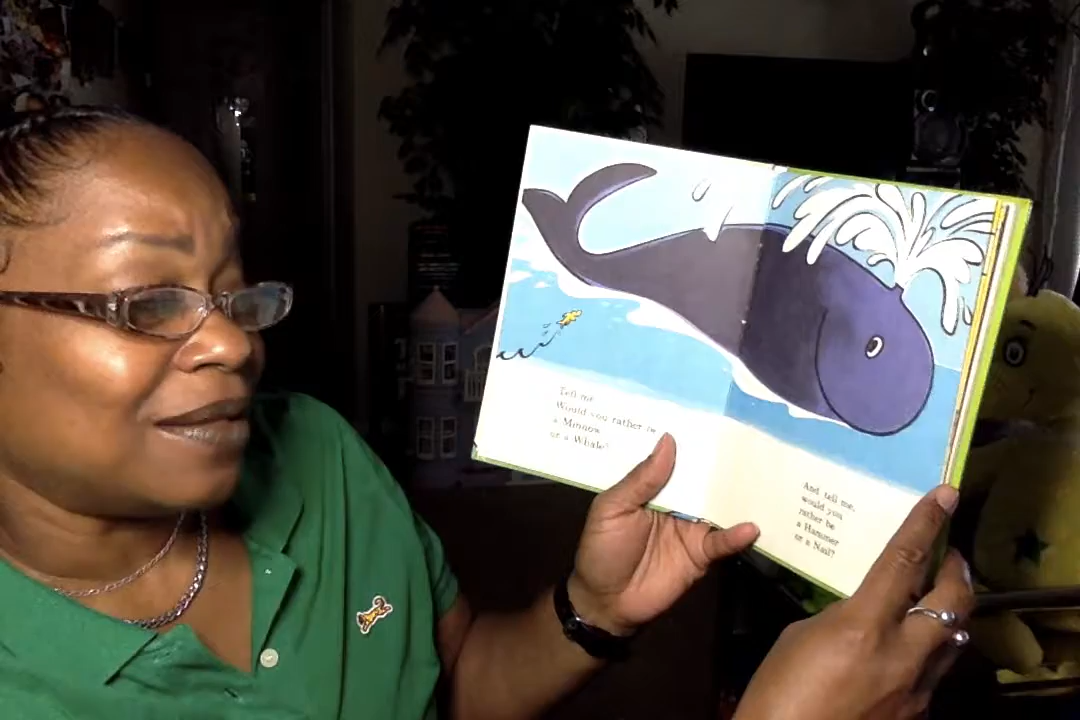 Tell me
Would you rather be
a Minnow
or a Whale?
And tell me,
would you
rather be
a Hammer
or a Nail?